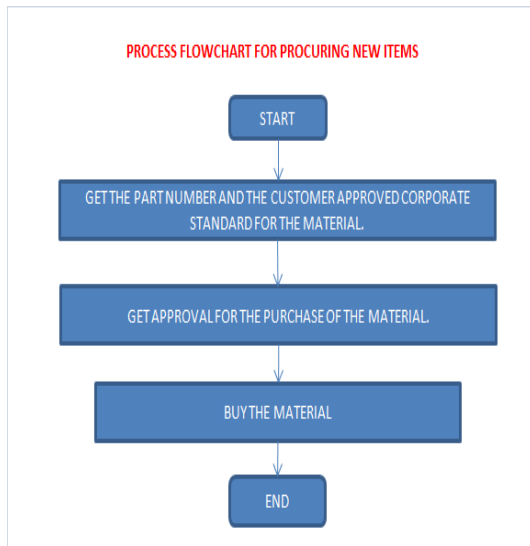 PROCESS FLOWCHART FOR PROCURING NEW ITEMS
START
GET THE PART NUMBER AND THE CUSTOMER APPROVED CORPORATE
STANDARD FOR THE MATERIAL.
GET APPROVAL FOR THE PURCHASE OF THE MATERIAL.
BUY THE MATERIAL
END